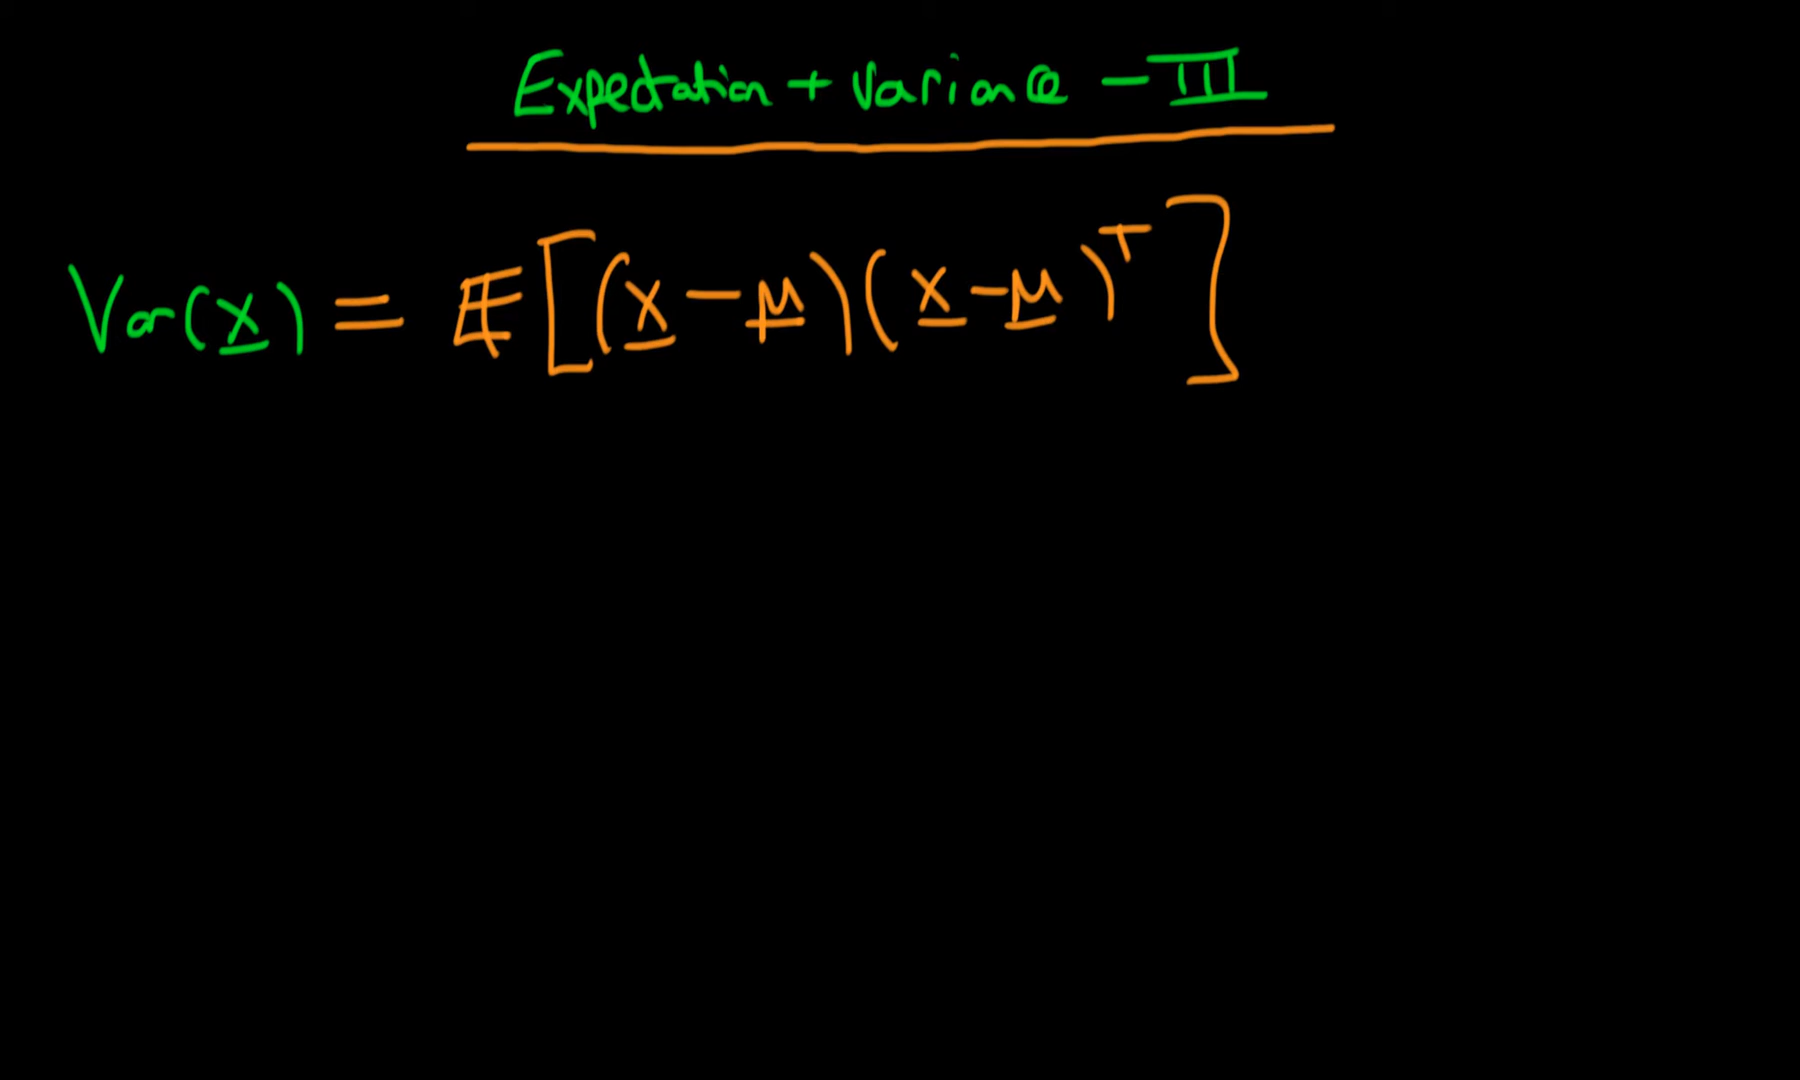 Expectation + Variance - III
Var(x) = E[(x-μ)(x-μ)ᵀ]